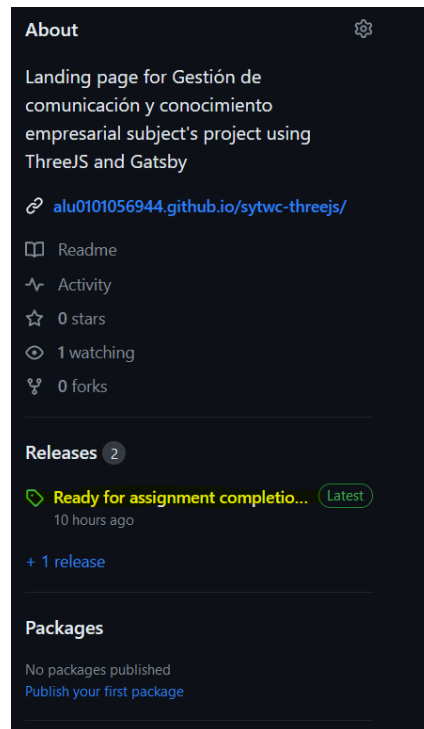 About
Landing page for Gestión de
comunicación y conocimiento
empresarial subject's project using
ThreeJS and Gatsby
alu0101056944.github.io/sytwc-threejs/
Readme
Activity
0 stars
1 watching
0 forks
Releases 2
Ready for assignment completio... Latest
10 hours ago
+ 1 release
Packages
No packages published
Publish your first package